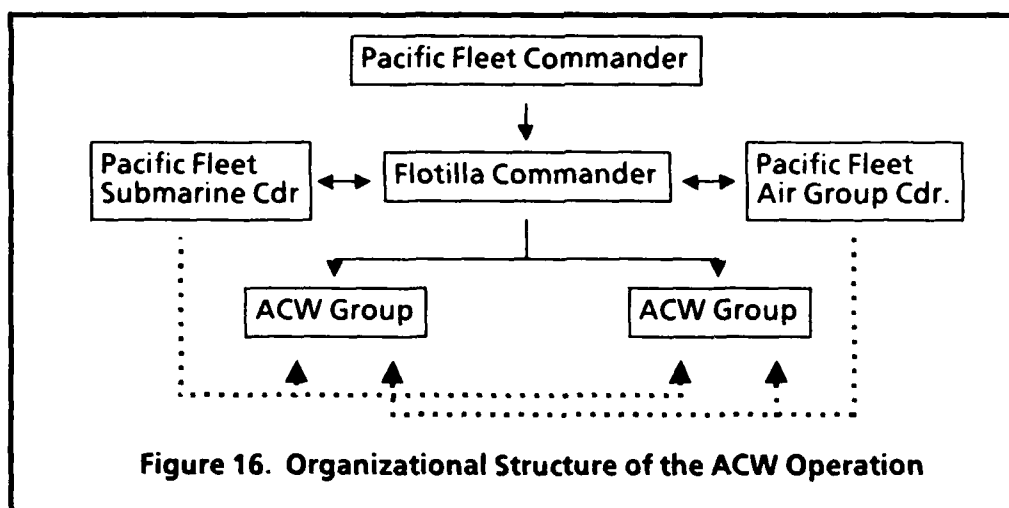 Pacific Fleet Commander
Pacific Fleet
Submarine Cdr
Flotilla Commander
Pacific Fleet
Air Group Cdr.
ACW Group
ACW Group
Figure 16. Organizational Structure of the ACW Operation